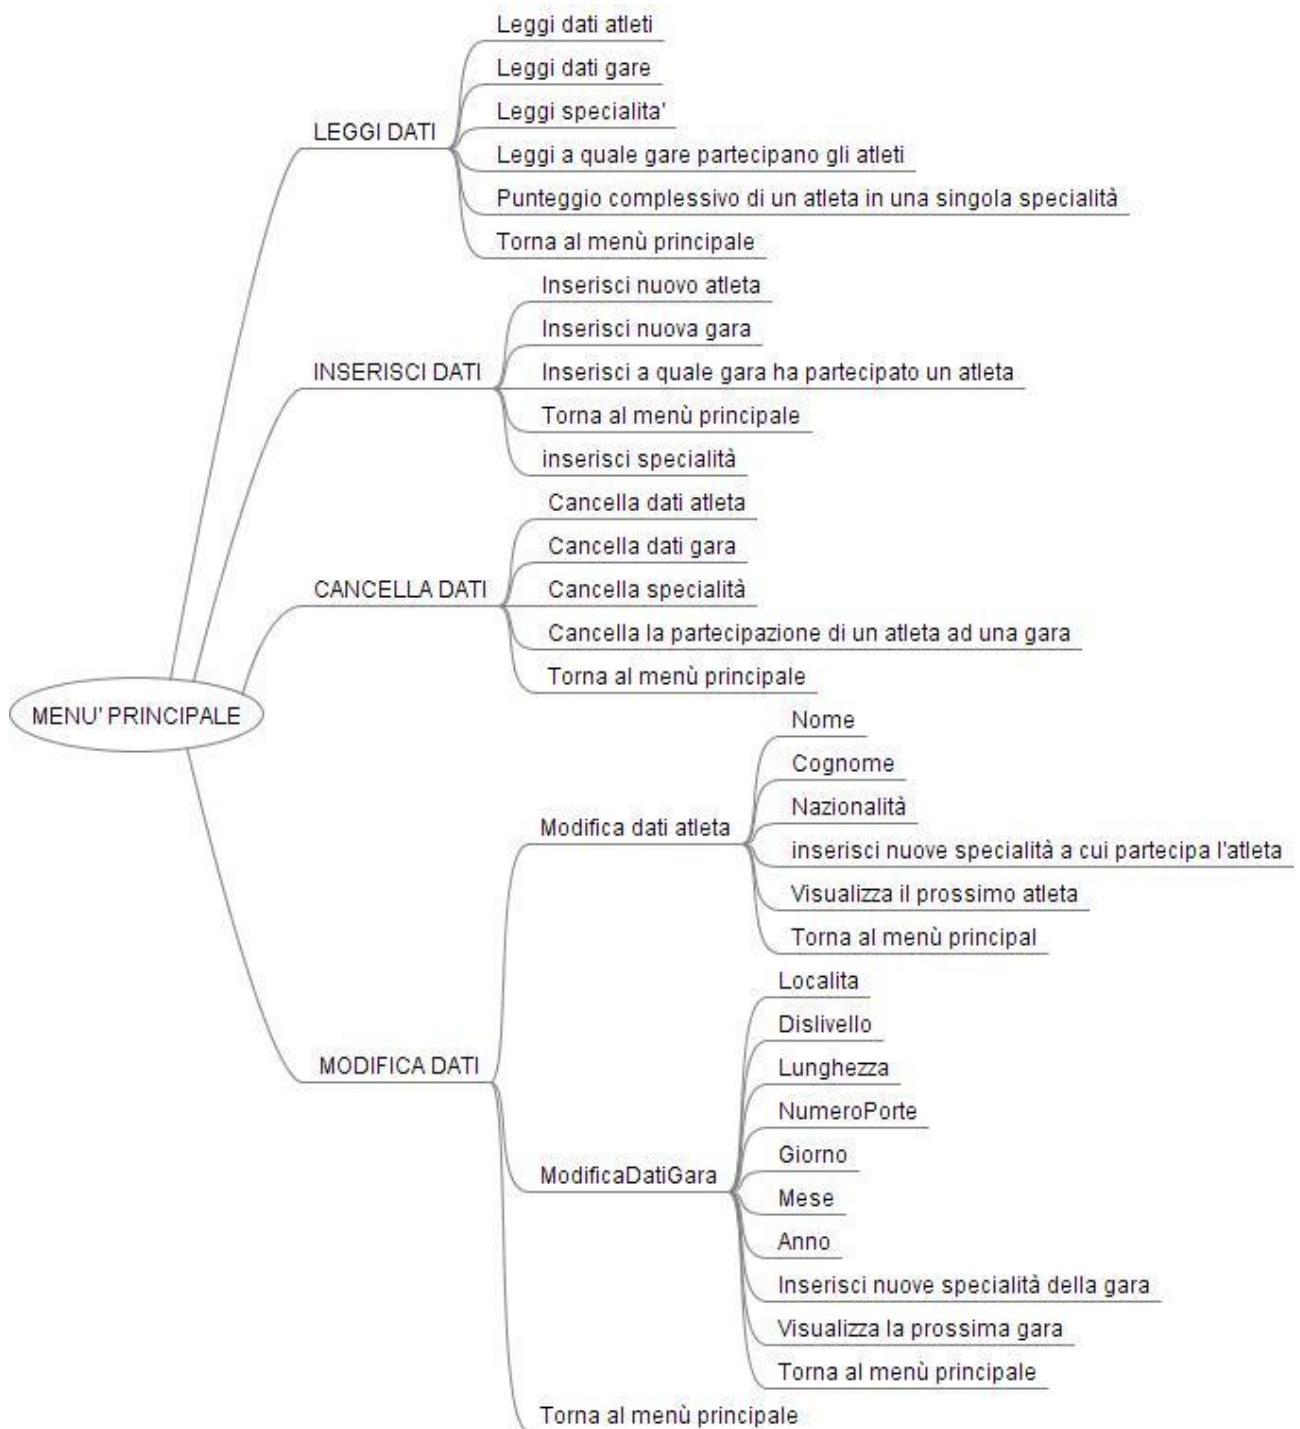 Leggi dati atleti
Leggi dati gare
Leggi specialita'
LEGGI DATI
Leggi a quale gare partecipano gli atleti
Punteggio complessivo di un atleta in una singola specialità
Torna al menù principale
Inserisci nuovo atleta
Inserisci nuova gara
INSERISCI DATI
Inserisci a quale gara ha partecipato un atleta
Torna al menù principale
inserisci specialità
Cancella dati atleta
Cancella dati gara
CANCELLA DATI
Cancella specialità
Cancella la partecipazione di un atleta ad una gara
Torna al menù principale
MENU' PRINCIPALE
Nome
Cognome
Nazionalità
Modifica dati atleta
inserisci nuove specialità a cui partecipa l'atleta
Visualizza il prossimo atleta
Torna al menù principal
Localita
Dislivello
MODIFICA DATI
Lunghezza
NumeroPorte
Giorno
ModificaDatiGara
Mese
Anno
Inserisci nuove specialità della gara
Visualizza la prossima gara
Torna al menù principale
Torna al menù principale